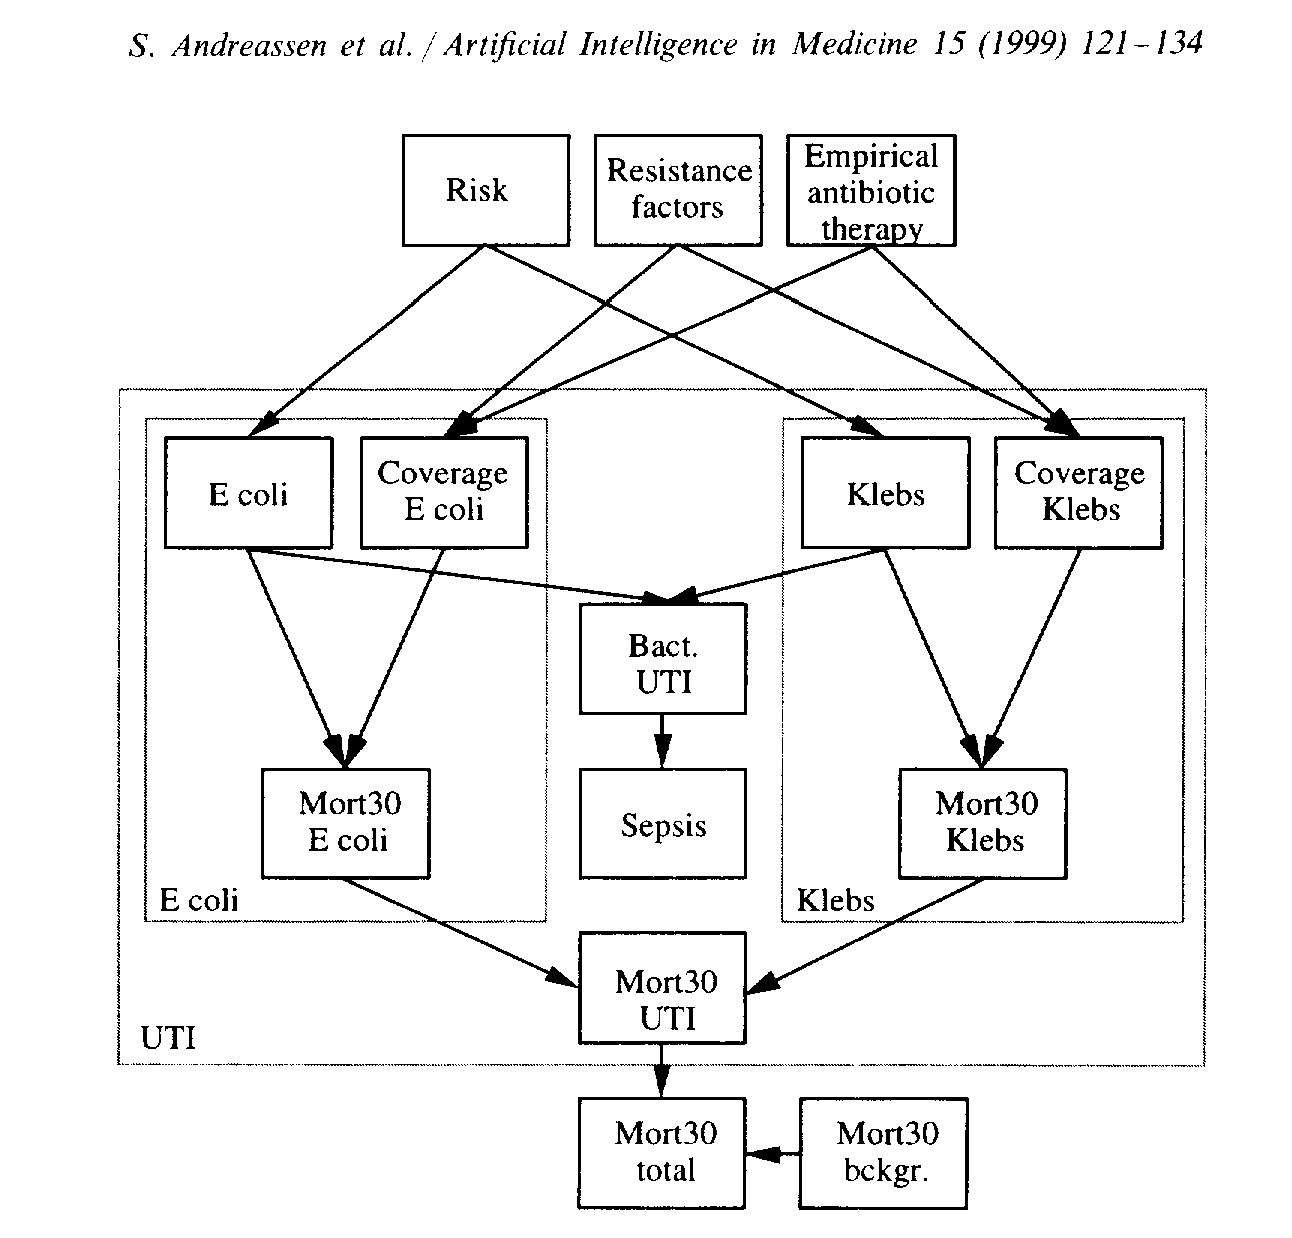 S. Andreassen et al. / Artificial Intelligence in Medicine 15 (1999) 121–134
Risk
Resistance
factors
Empirical
antibiotic
therapy
E coli
Coverage
E coli
Klebs
Coverage
Klebs
Bact.
UTI
Mort30
E coli
Sepsis
Mort30
Klebs
E coli
Klebs
Mort30
UTI
UTI
Mort30
total
Mort30
bckgr.